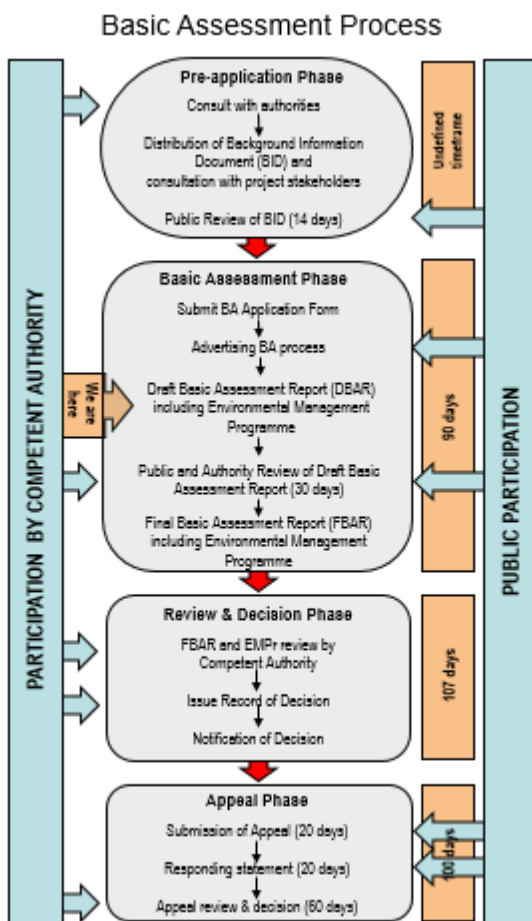 Basic Assessment Process
PARTICIPATION BY COMPETENT AUTHORITY
Pre-application Phase
Consult with authorities
Distribution of Background Information
Document (BID) and
consultation with project stakeholders
Public Review of BID (14 days)
Undefined
timeframe
PUBLIC PARTICIPATION
Basic Assessment Phase
Submit BA Application Form
Advertising BA process
We are
here
Draft Basic Assessment Report (DBAR)
including Environmental Management
Programme
Public and Authority Review of Draft Basic
Assessment Report (30 days)
Final Basic Assessment Report (FBAR)
including Environmental Management
Programme
90 days
Review & Decision Phase
FBAR and EMPr review by
Competent Authority
Issue Record of Decision
Notification of Decision
107 days
Appeal Phase
Submission of Appeal (20 days)
Responding statement (20 days)
Appeal review & decision (60 days)
100 days